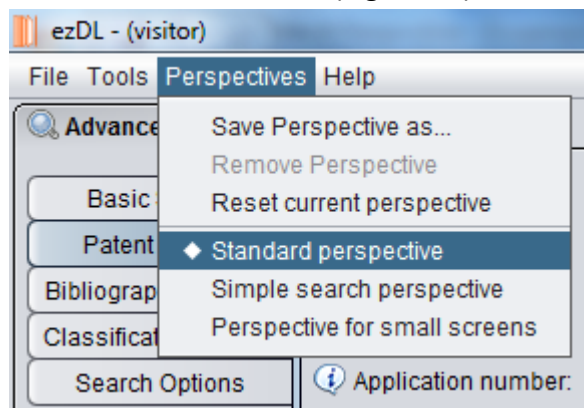 ezDL - (visitor)
File Tools Perspectives Help
Advance
Save Perspective as...
Remove Perspective
Basic
Reset current perspective
Patent
Standard perspective
Bibliograp
Simple search perspective
Classificat
Perspective for small screens
Search Options
Application number: